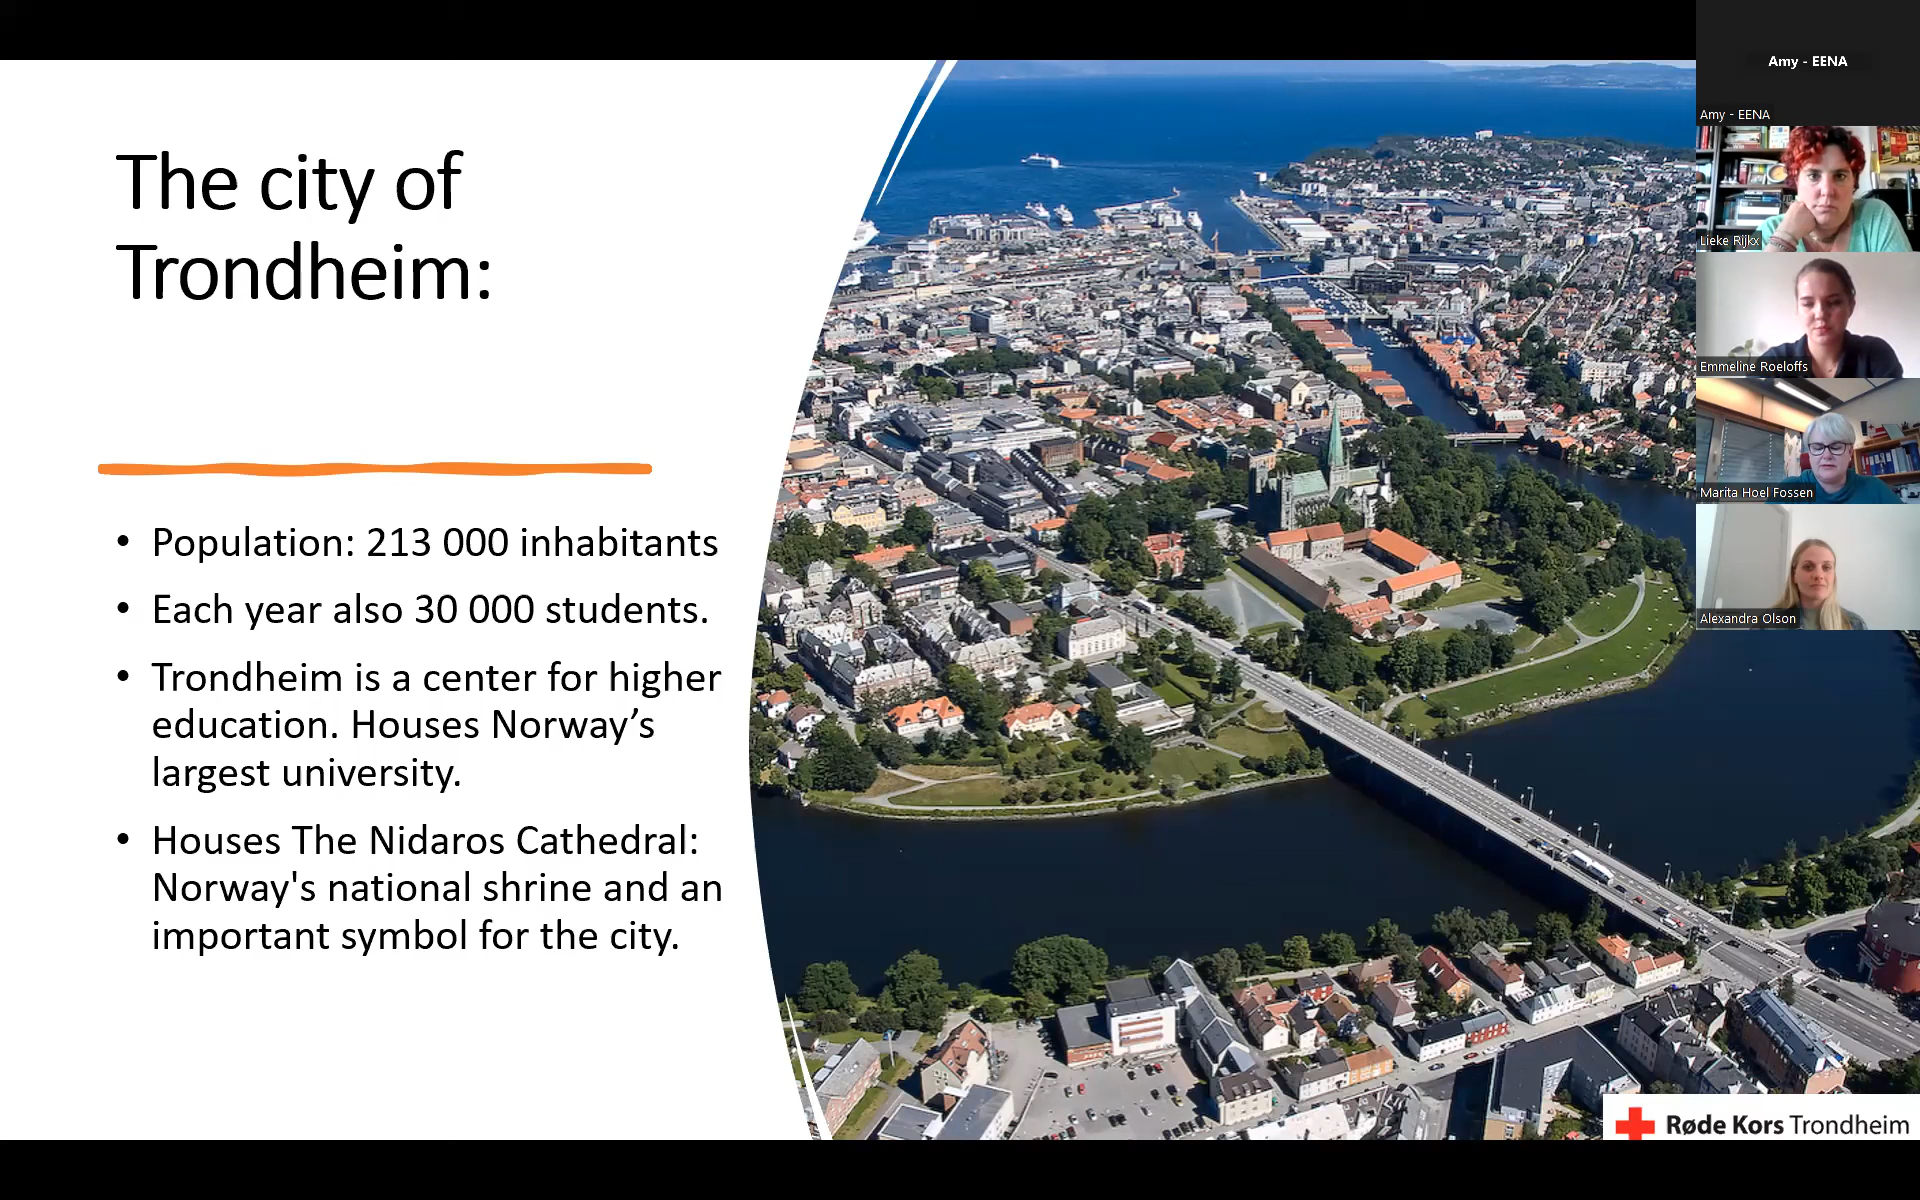 The city of
Trondheim:
• Population: 213 000 inhabitants
• Each year also 30 000 students.
• Trondheim is a center for higher
education. Houses Norway’s
largest university.
• Houses The Nidaros Cathedral:
Norway's national shrine and an
important symbol for the city.
Amy - EENA
Amy - EENA
Lieke Rijkx
Emmeline Roeloffs
Marita Hoel Fossen
Alexandra Olson
Røde Kors Trondheim